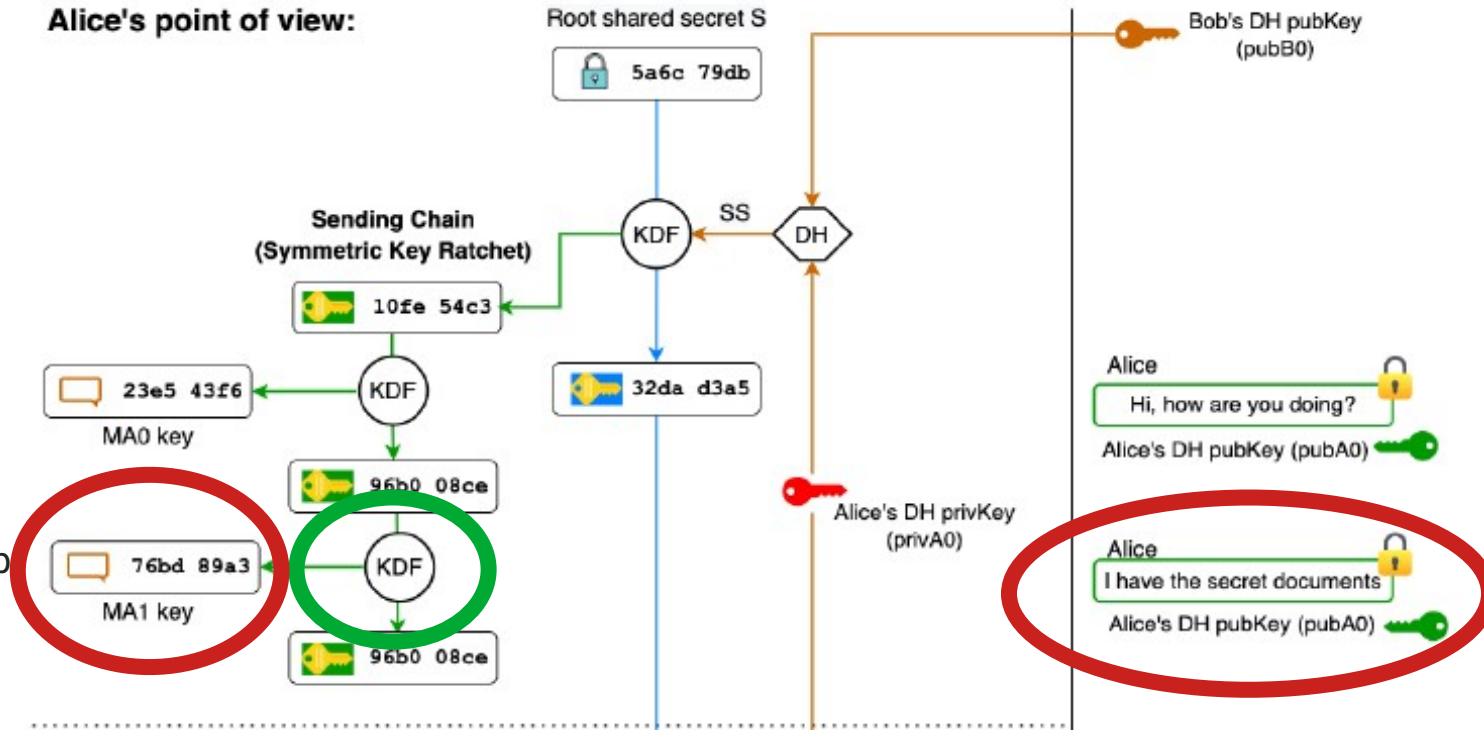 Alice's point of view:
Root shared secret S
5a6c 79db
Bob's DH pubKey
(pubB0)
Sending Chain
(Symmetric Key Ratchet)
KDF
SS
DH
10fe 54c3
KDF
23e5 43f6
MA0 key
32da d3a5
Alice
Hi, how are you doing?
Alice's DH pubKey (pubA0)
96b0 08ce
Alice's DH privKey
(privA0)
KDF
76bd 89a3
MA1 key
96b0 08ce
Alice
I have the secret documents
Alice's DH pubKey (pubA0)